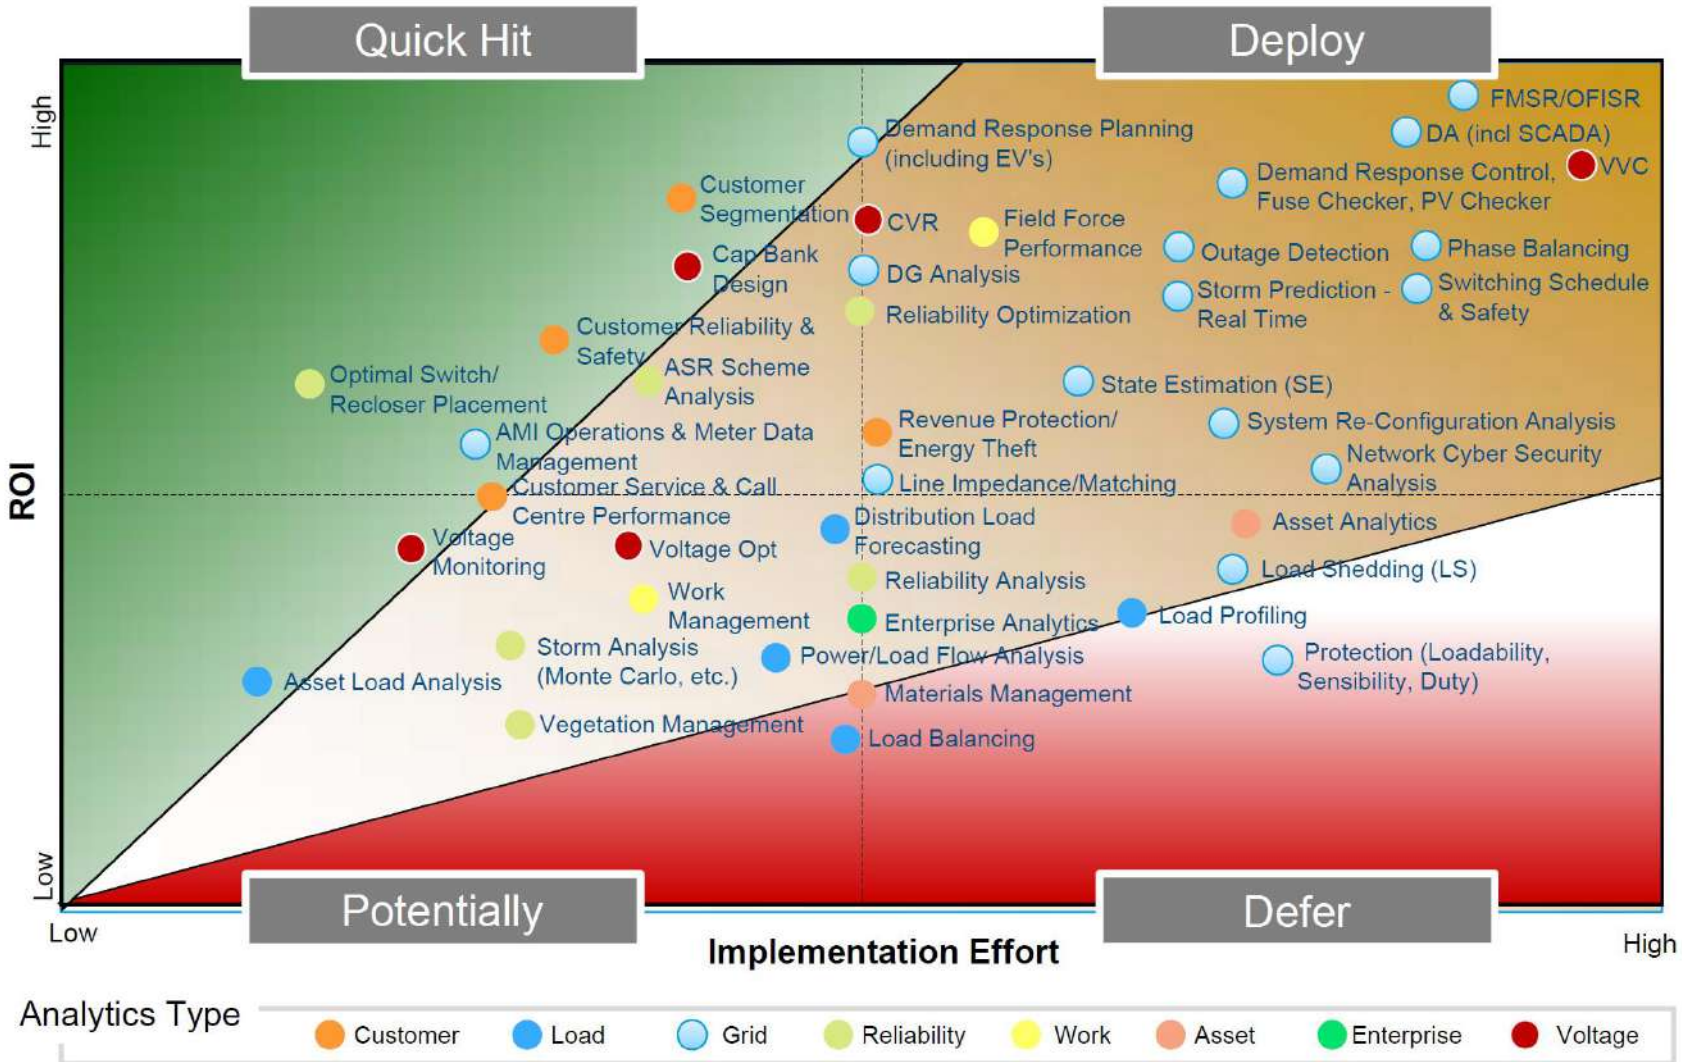 Quick Hit
Deploy
High
FMSR/OFISR
DA (incl SCADA)
VVC
Demand Response Planning
(including EV's)
Demand Response Control,
Fuse Checker, PV Checker
Customer
Segmentation
CVR
Field Force
Performance
Cap Bank
Design
DG Analysis
Outage Detection
Phase Balancing
Storm Prediction -
Real Time
Switching Schedule
& Safety
Reliability Optimization
Customer Reliability &
Safety
Optimal Switch/
Recloser Placement
ASR Scheme
Analysis
State Estimation (SE)
AMI Operations & Meter Data
Management
Revenue Protection/
Energy Theft
System Re-Configuration Analysis
Network Cyber Security
Analysis
ROI
Customer Service & Call
Centre Performance
Line Impedance/Matching
Distribution Load
Forecasting
Asset Analytics
Voltage
Monitoring
Voltage Opt
Reliability Analysis
Load Shedding (LS)
Work
Management
Enterprise Analytics
Load Profiling
Storm Analysis
(Monte Carlo, etc.)
Power/Load Flow Analysis
Protection (Loadability,
Sensibility, Duty)
Asset Load Analysis
Materials Management
Vegetation Management
Load Balancing
Low
Potentially
Defer
Low
Implementation Effort
High
Analytics Type
Customer
Load
Grid
Reliability
Work
Asset
Enterprise
Voltage